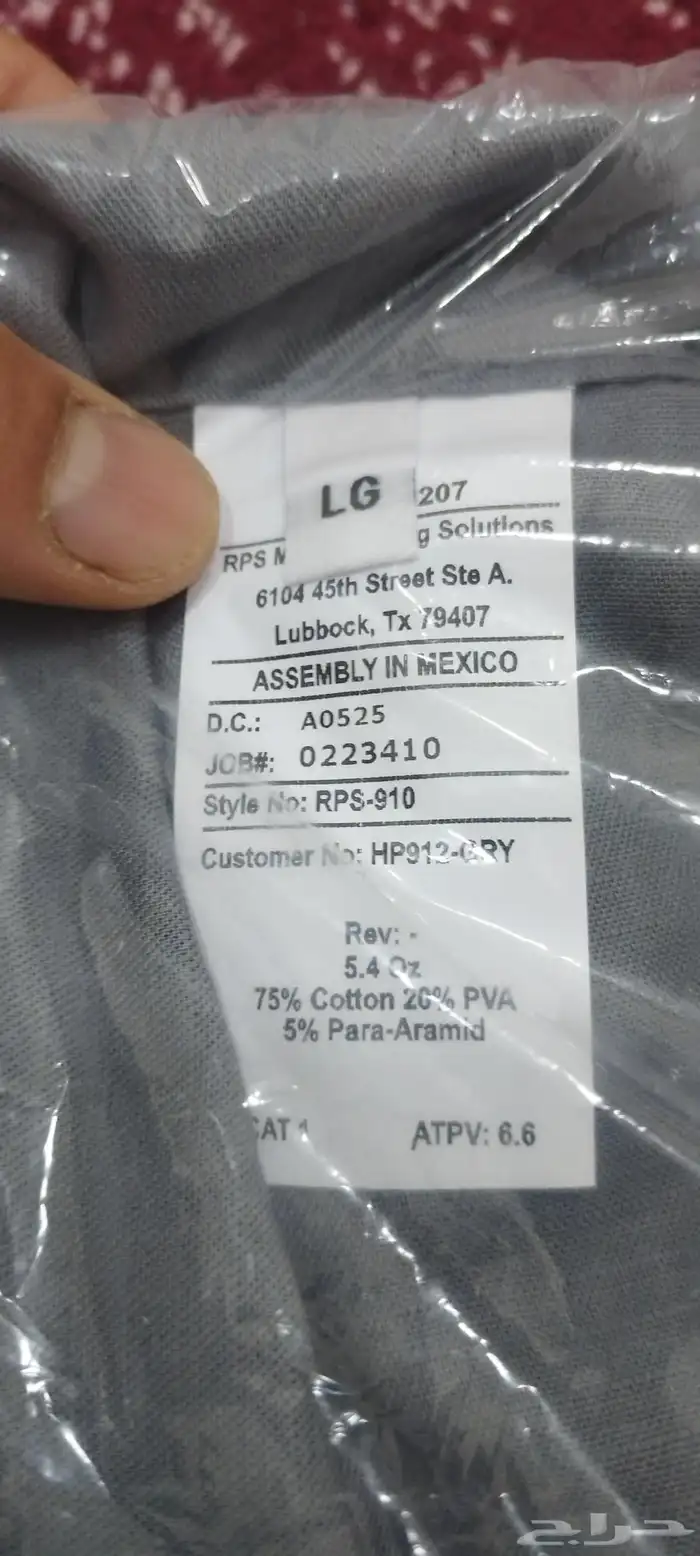 LG
207
RPS M g Solutions
6104 45th Street Ste A.
Lubbock, Tx 79407
ASSEMBLY IN MEXICO
D.C.: A0525
JOB#: 0223410
Style No: RPS-910
Customer No: HP912-GRY
Rev: -
5.4 Oz
75% Cotton 20% PVA
5% Para-Aramid
CAT 1 ATPV: 6.6
حراج